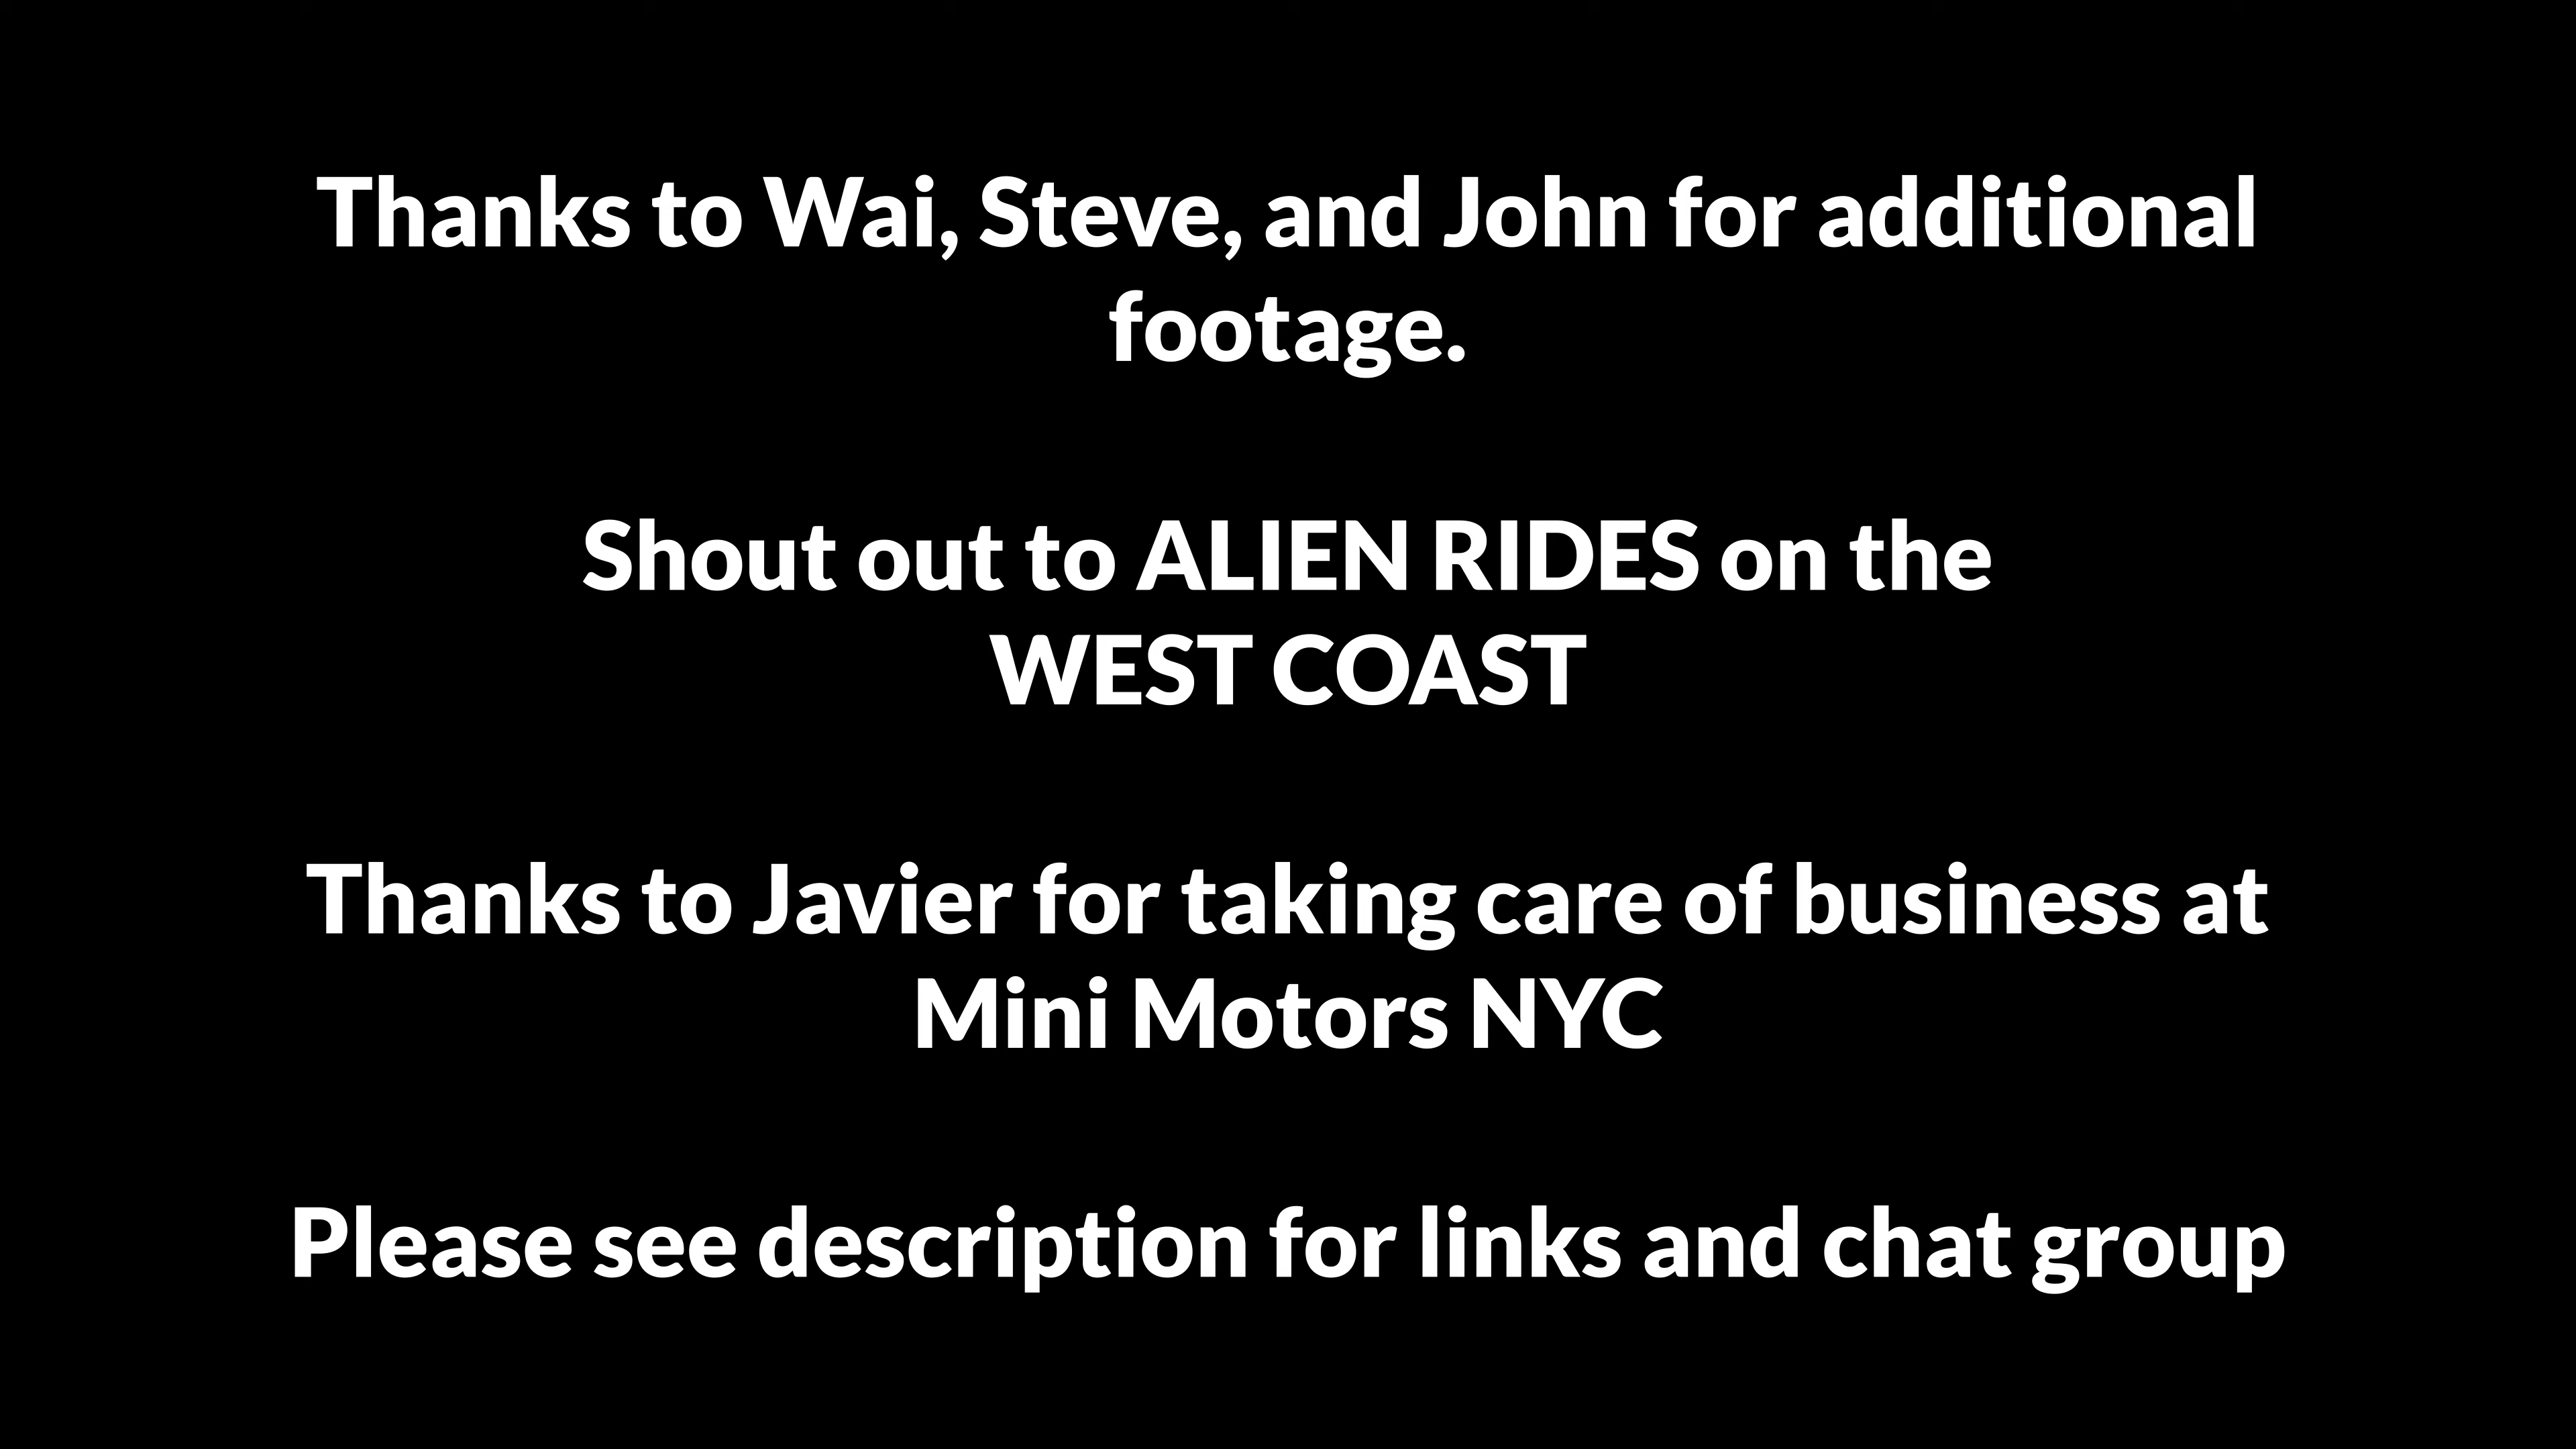 Thanks to Wai, Steve, and John for additional
footage.
Shout out to ALIEN RIDES on the
WEST COAST
Thanks to Javier for taking care of business at
Mini Motors NYC
Please see description for links and chat group